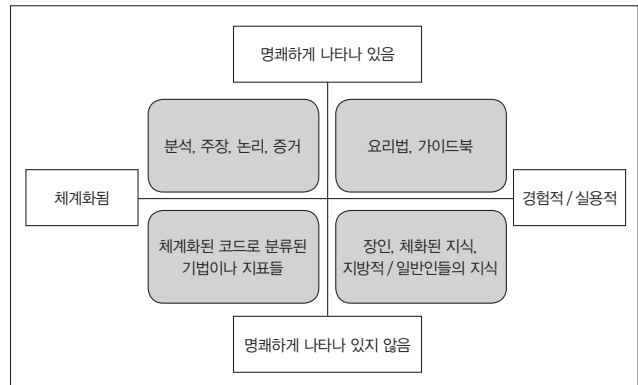 명쾌하게 나타나 있음
분석, 주장, 논리, 증거
요리법, 가이드북
체계화됨
경험적 / 실용적
체계화된 코드로 분류된
기법이나 지표들
장인, 체화된 지식,
지방적 / 일반인들의 지식
명쾌하게 나타나 있지 않음